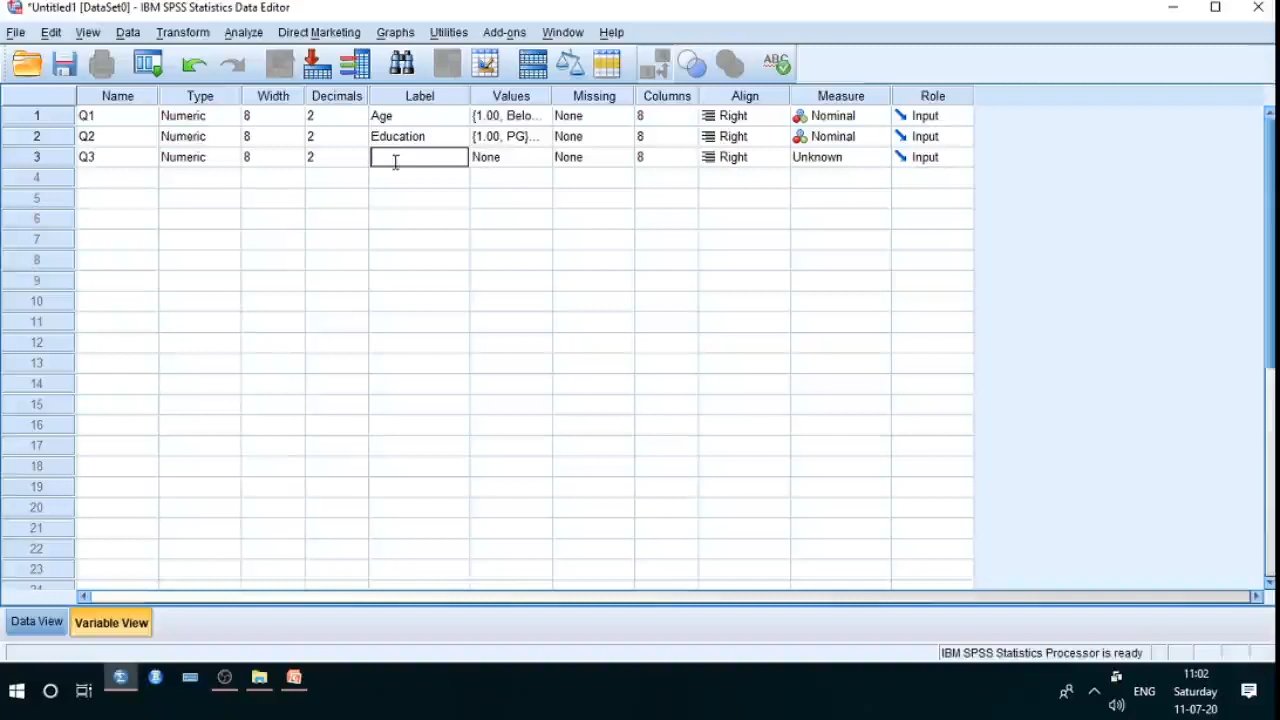 *Untitled1 [DataSet0] - IBM SPSS Statistics Data Editor
File Edit View Data Transform Analyze Direct Marketing Graphs Utilities Add-ons Window Help
ABC
Name Type Width Decimals Label Values Missing Columns Align Measure Role
1 Q1 Numeric 8 2 Age {1.00, Belo... None 8 Right Nominal Input
2 Q2 Numeric 8 2 Education {1.00, PG}... None 8 Right Nominal Input
3 Q3 Numeric 8 2 None None 8 Right Unknown Input
4
5
6
7
8
9
10
11
12
13
14
15
16
17
18
19
20
21
22
23
Data View Variable View
IBM SPSS Statistics Processor is ready
11:02
ENG Saturday
11-07-20